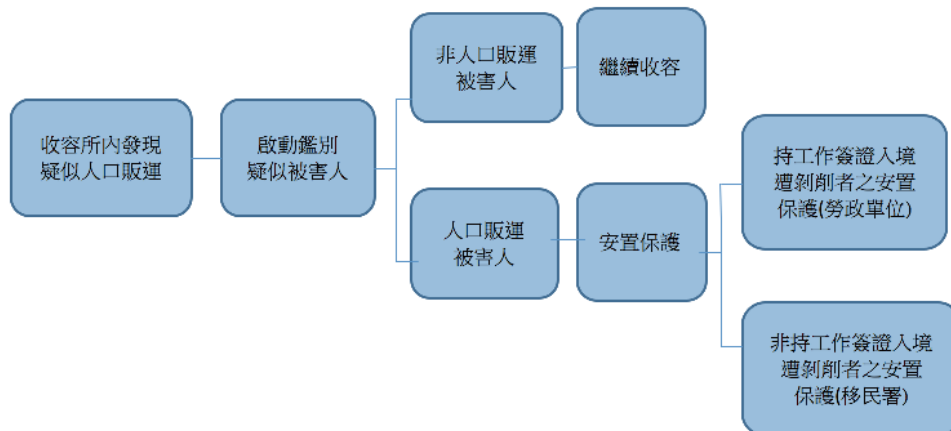 收容所內發現
疑似人口販運
啟動鑑別
疑似被害人
非人口販運
被害人
繼續收容
人口販運
被害人
安置保護
持工作簽證入境
遭剝削者之安置
保護(勞政單位)
非持工作簽證入境
遭剝削者之安置
保護(移民署)